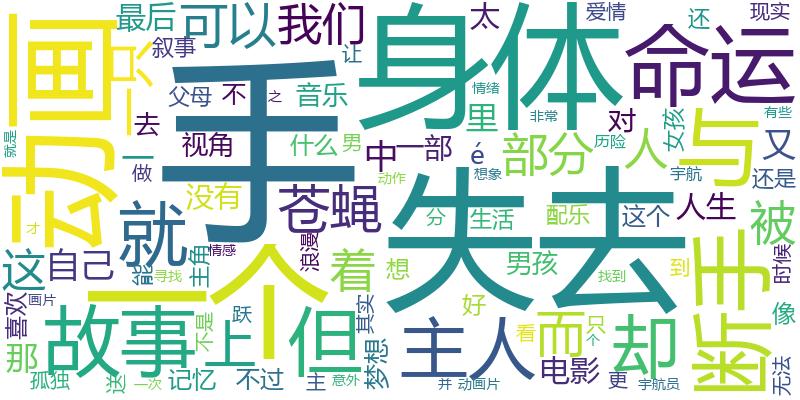 最后
可以
我们
太
爱情
还
现实
叙事
让
身体
命运
动画
一只
父母
不
之
音乐
情绪
非常
有些
就是
去
手
视角
什么
男
中
一部
里
é
对
人
女孩
历险
与
又
一
做
没有
苍蝇
动作
想象
部分
宇航
还是
才
就
浪漫
分
生活
配乐
这个
人生
被
这
自己
能
寻找
主角
情感
一个
着
想
失去
男孩
找到
到
断手
时候
喜欢
画片
故事
不是
上
跃
但
其实
好
主人
而
看
只
个
却
像
那
孤独
送
一次
记忆
不过
主
意外
梦想
并
动画片
电影
更
宇航员
无法